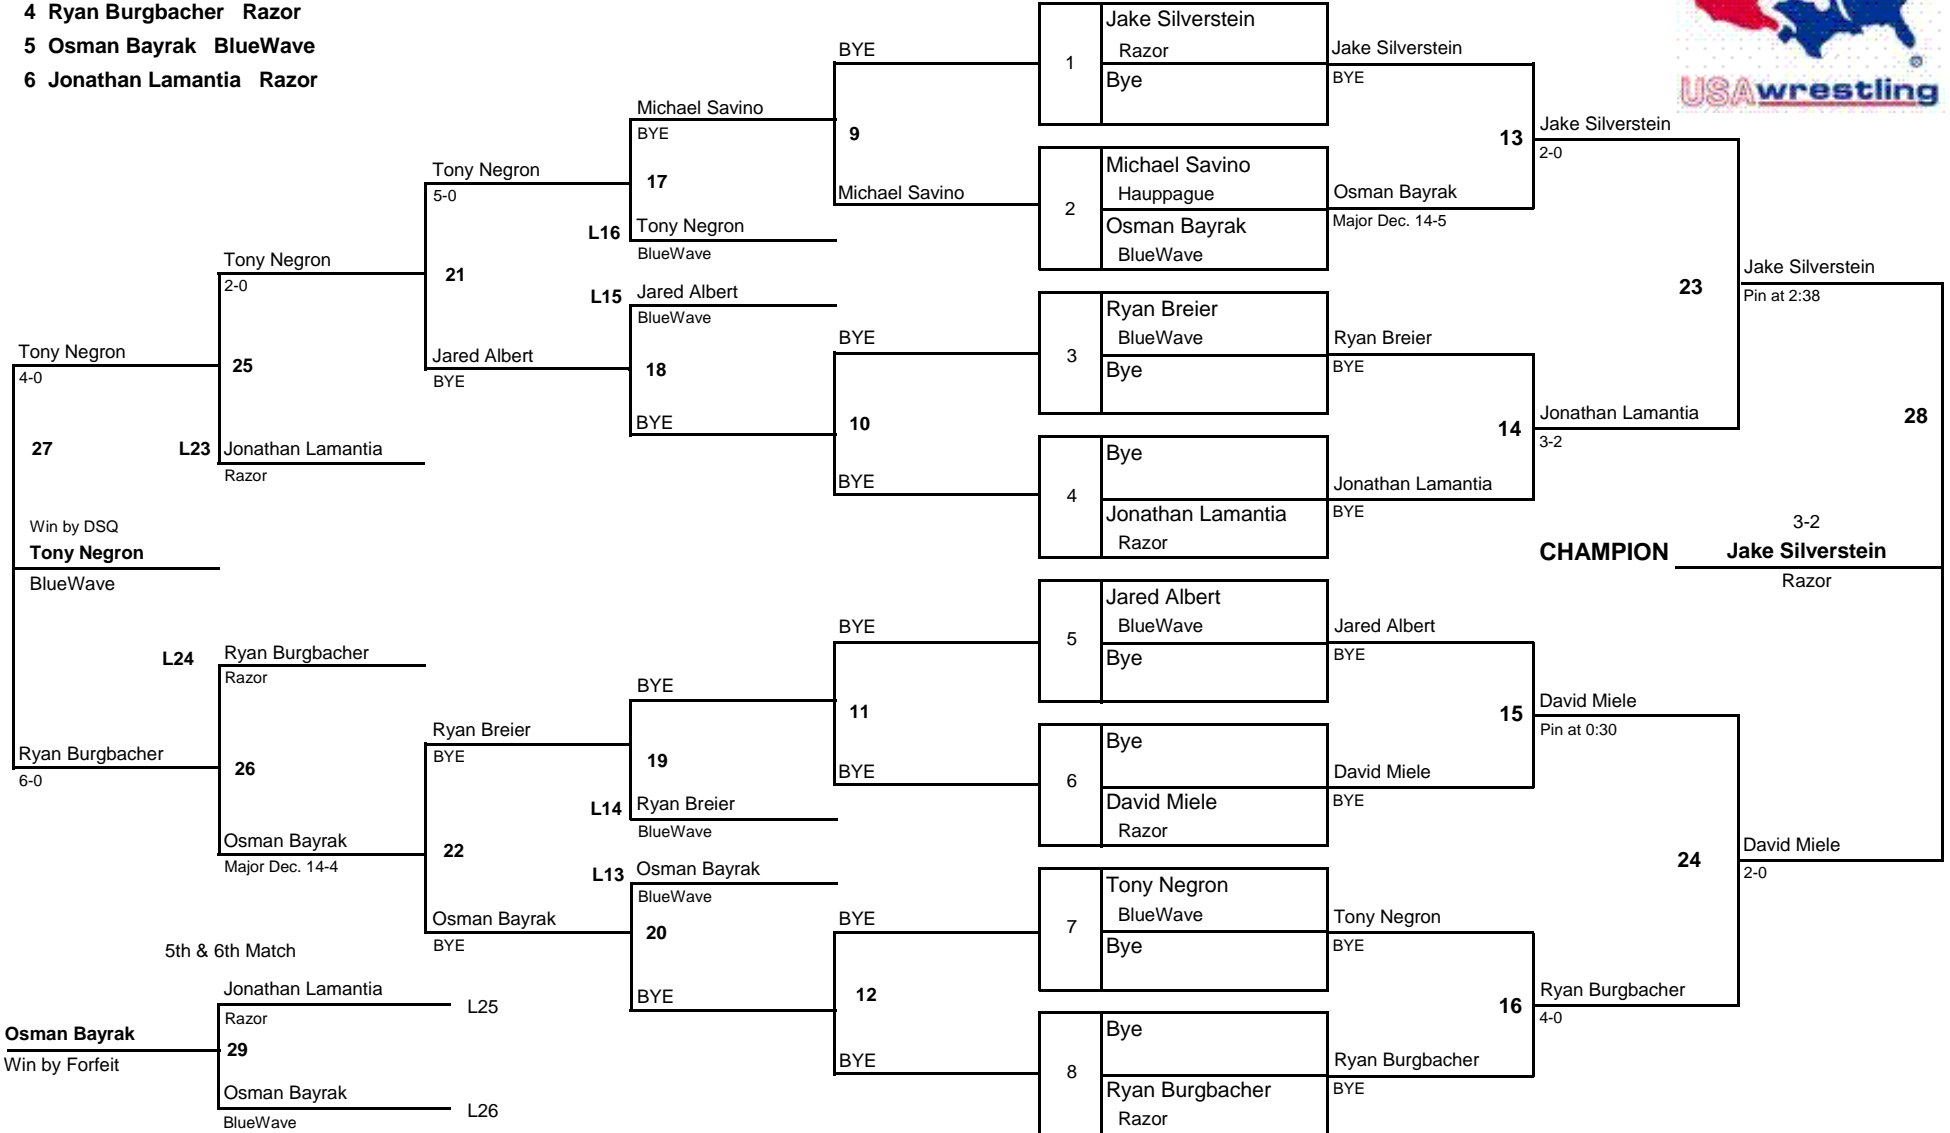 4 Ryan Burgbacher Razor
5 Osman Bayrak BlueWave
6 Jonathan Lamantia Razor
USAwrestling
®
1
Jake Silverstein
Razor
Bye
2
Michael Savino
Hauppague
Osman Bayrak
BlueWave
3
Ryan Breier
BlueWave
Bye
4
Bye
Jonathan Lamantia
Razor
5
Jared Albert
BlueWave
Bye
6
Bye
David Miele
Razor
7
Tony Negron
BlueWave
Bye
8
Bye
Ryan Burgbacher
Razor
Jake Silverstein
BYE
13
Osman Bayrak
Major Dec. 14-5
Ryan Breier
BYE
14
Jonathan Lamantia
BYE
Jared Albert
BYE
15
David Miele
BYE
Tony Negron
BYE
16
Ryan Burgbacher
BYE
Jake Silverstein
2-0
23
Jonathan Lamantia
3-2
David Miele
Pin at 0:30
24
Ryan Burgbacher
4-0
Jake Silverstein
Pin at 2:38
28
David Miele
2-0
3-2
CHAMPION Jake Silverstein
Razor
BYE
9
Michael Savino
BYE
10
BYE
BYE
11
BYE
BYE
12
BYE
Michael Savino
BYE
17
L16 Tony Negron
BlueWave
L15 Jared Albert
BlueWave
18
BYE
BYE
19
L14 Ryan Breier
BlueWave
L13 Osman Bayrak
BlueWave
20
BYE
Tony Negron
5-0
21
Jared Albert
BYE
Ryan Breier
BYE
22
Osman Bayrak
BYE
Tony Negron
2-0
25
L23 Jonathan Lamantia
Razor
L24 Ryan Burgbacher
Razor
26
Osman Bayrak
Major Dec. 14-4
Tony Negron
4-0
27
Win by DSQ
Tony Negron
BlueWave
Ryan Burgbacher
6-0
5th & 6th Match
Jonathan Lamantia
L25
Razor
Osman Bayrak
29
Win by Forfeit
Osman Bayrak
L26
BlueWave